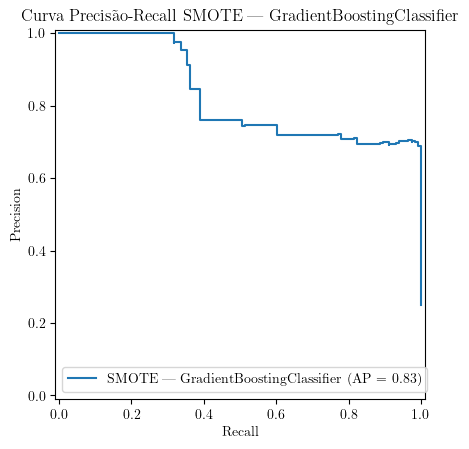 Curva Precisão-Recall SMOTE — GradientBoostingClassifier
1.0
0.8
0.6
0.4
0.2
0.0
Precision
SMOTE — GradientBoostingClassifier (AP = 0.83)
0.0 0.2 0.4 0.6 0.8 1.0
Recall